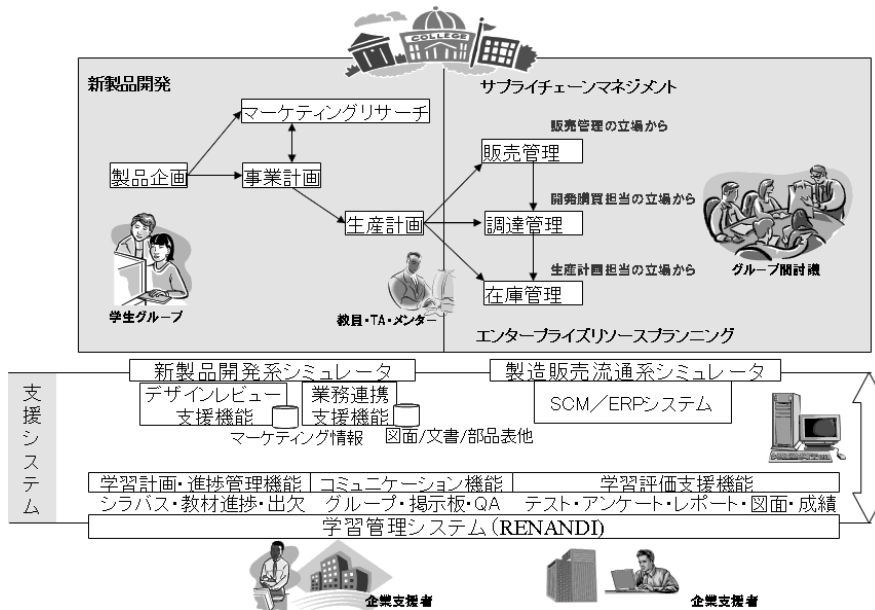 COLLEGE
新製品開発
サプライチェーンマネジメント
マーケティングリサーチ
販売管理の立場から
販売管理
製品企画
事業計画
開発購買担当の立場から
生産計画
調達管理
生産計画担当の立場から
グループ間討議
在庫管理
学生グループ
教員・TA・メンター
エンタープライズリソースプランニング
支援システム
新製品開発系シミュレータ
製造販売流通系シミュレータ
デザインレビュー
支援機能
業務連携
支援機能
SCM/ERPシステム
マーケティング情報
図面/文書/部品表他
学習計画・進捗管理機能
コミュニケーション機能
学習評価支援機能
シラバス・教材進捗・出欠
グループ・掲示板・QA
テスト・アンケート・レポート・図面・成績
学習管理システム(RENANDI)
企業支援者
企業支援者